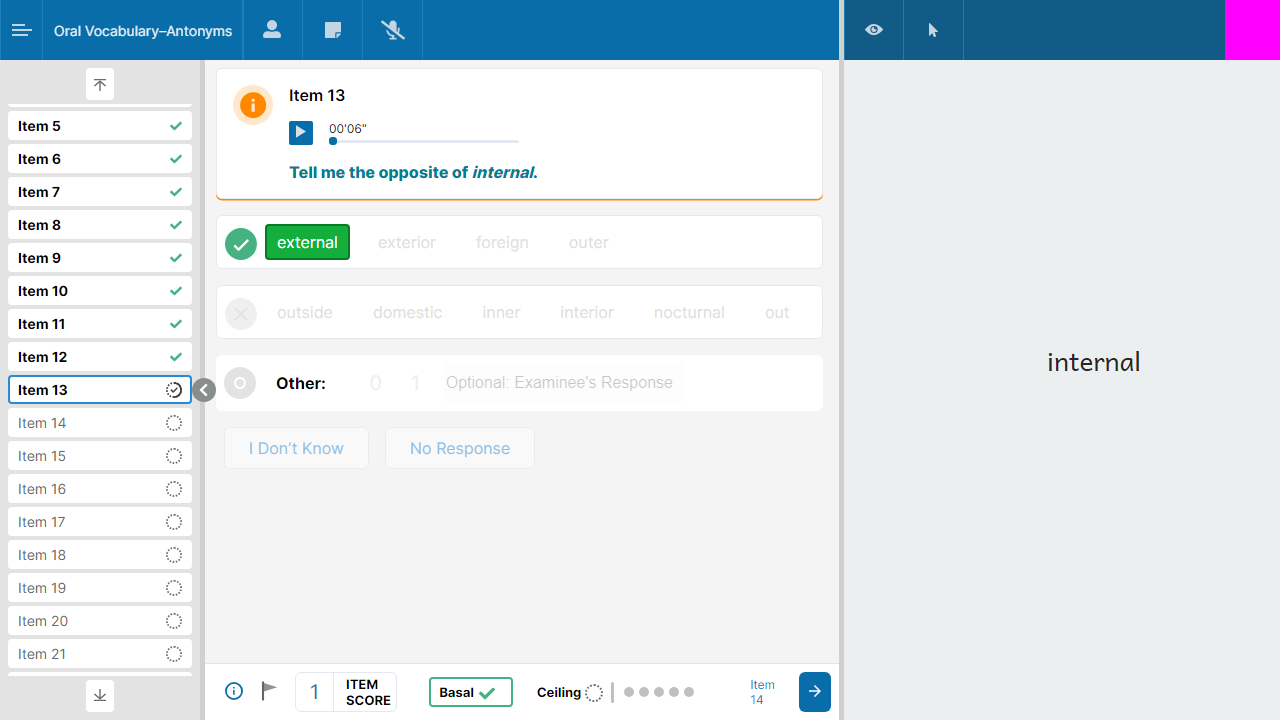 Oral Vocabulary–Antonyms
Item 5
Item 6
Item 7
Item 8
Item 9
Item 10
Item 11
Item 12
Item 13
Item 14
Item 15
Item 16
Item 17
Item 18
Item 19
Item 20
Item 21
Item 13
00'06"
Tell me the opposite of internal.
external exterior foreign outer
outside domestic inner interior nocturnal out
Other: 0 1 Optional: Examinee's Response
I Don’t Know No Response
1 ITEM SCORE
Basal
Ceiling
Item 14
internal